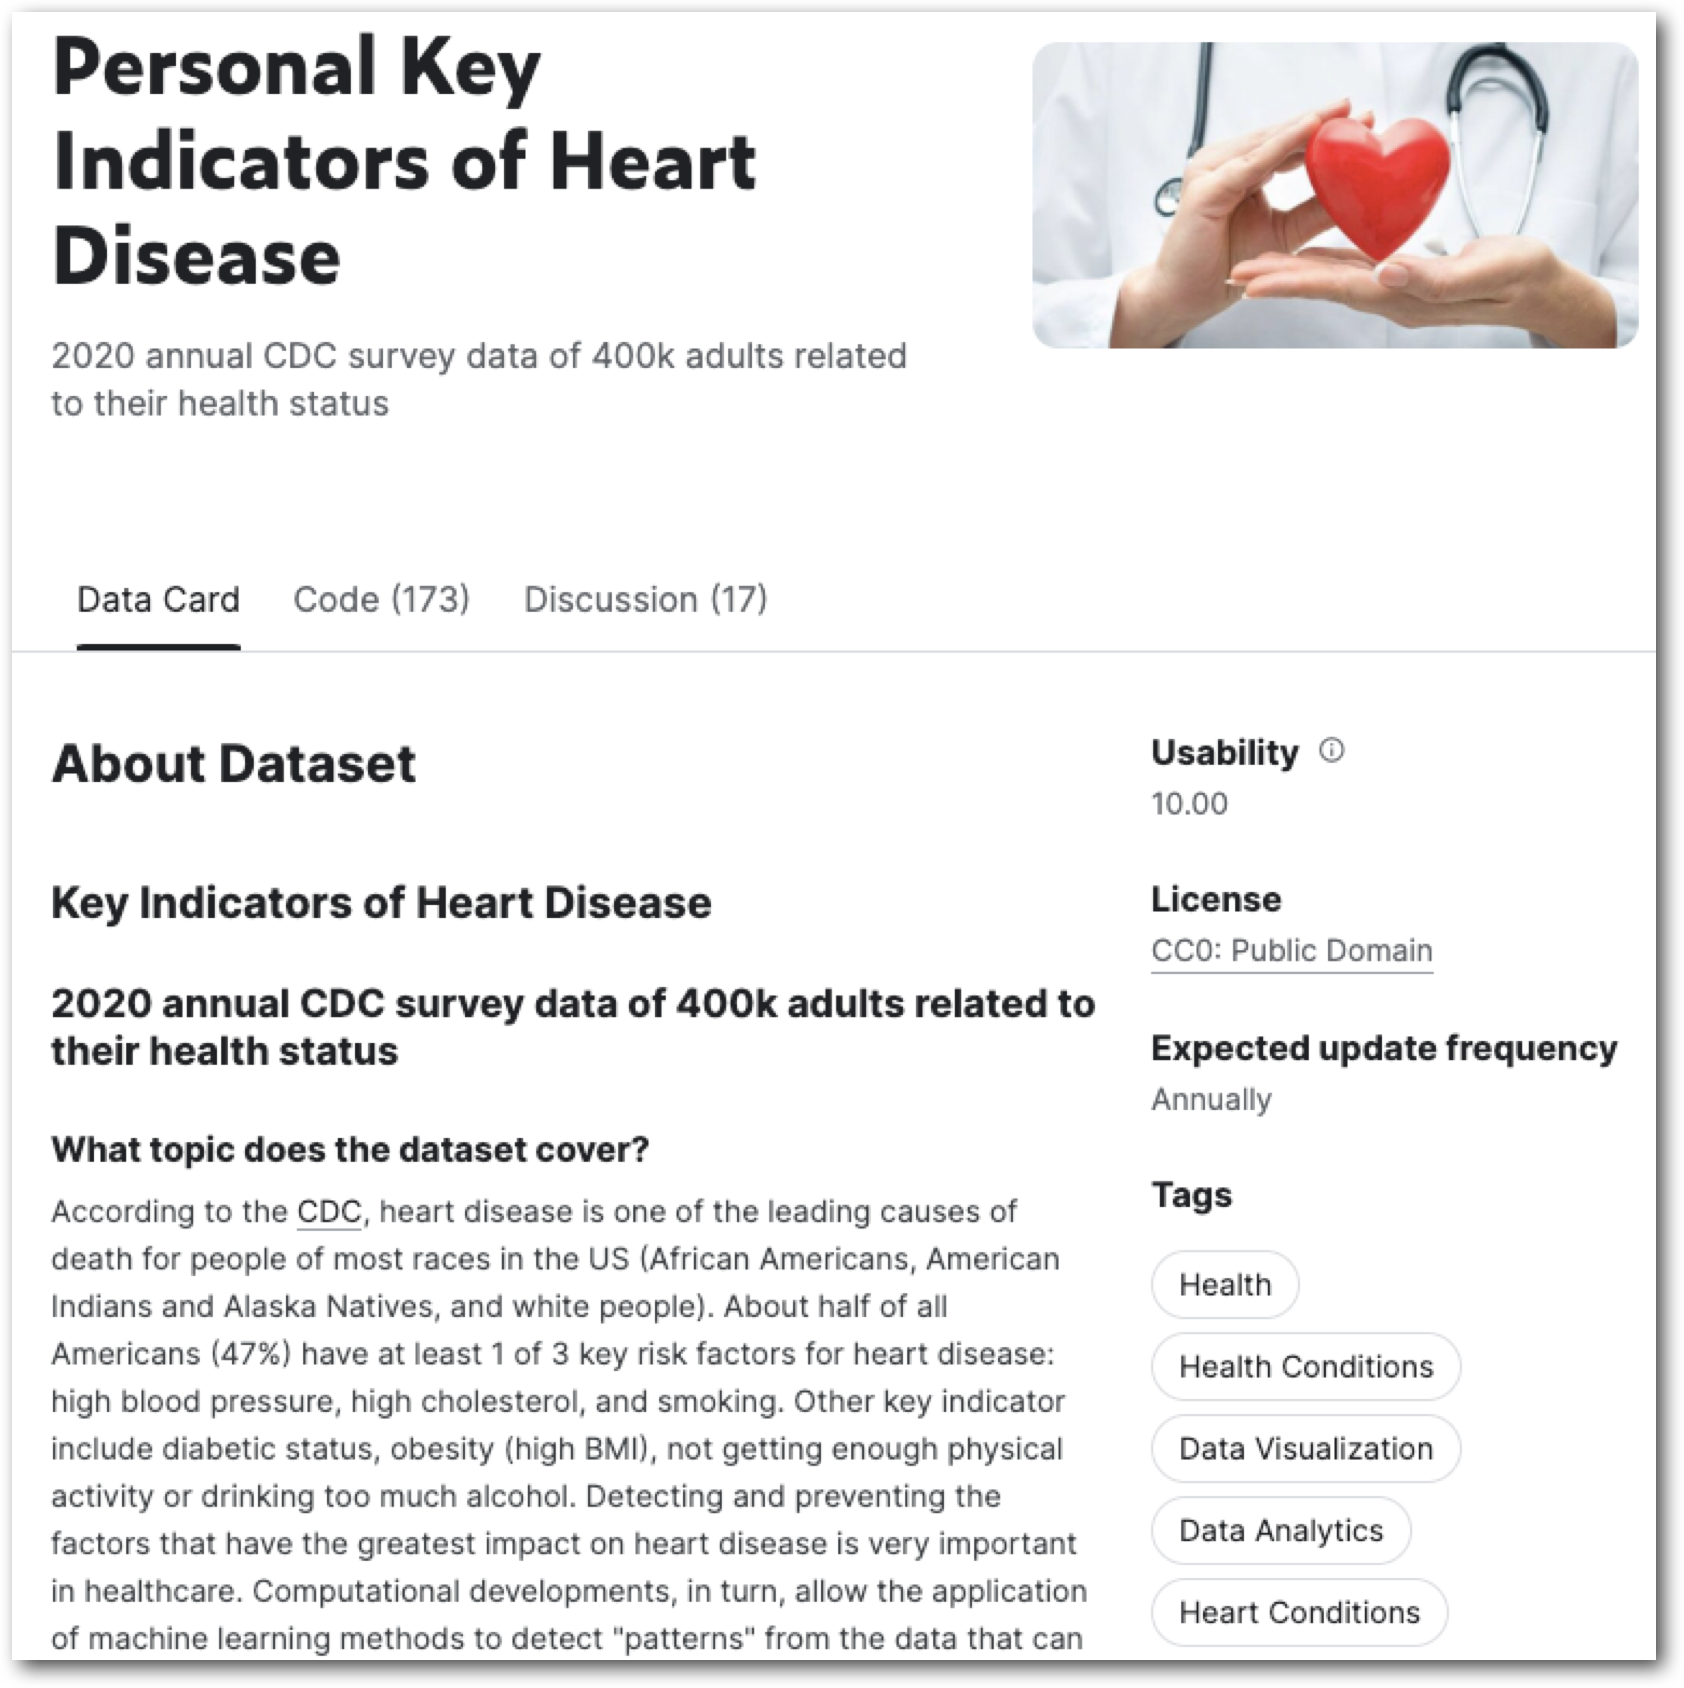 Personal Key
Indicators of Heart
Disease
2020 annual CDC survey data of 400k adults related
to their health status
Data Card
Code (173)
Discussion (17)
About Dataset
Key Indicators of Heart Disease
2020 annual CDC survey data of 400k adults related to
their health status
What topic does the dataset cover?
According to the CDC, heart disease is one of the leading causes of
death for people of most races in the US (African Americans, American
Indians and Alaska Natives, and white people). About half of all
Americans (47%) have at least 1 of 3 key risk factors for heart disease:
high blood pressure, high cholesterol, and smoking. Other key indicator
include diabetic status, obesity (high BMI), not getting enough physical
activity or drinking too much alcohol. Detecting and preventing the
factors that have the greatest impact on heart disease is very important
in healthcare. Computational developments, in turn, allow the application
of machine learning methods to detect "patterns" from the data that can
Usability
10.00
License
CC0: Public Domain
Expected update frequency
Annually
Tags
Health
Health Conditions
Data Visualization
Data Analytics
Heart Conditions